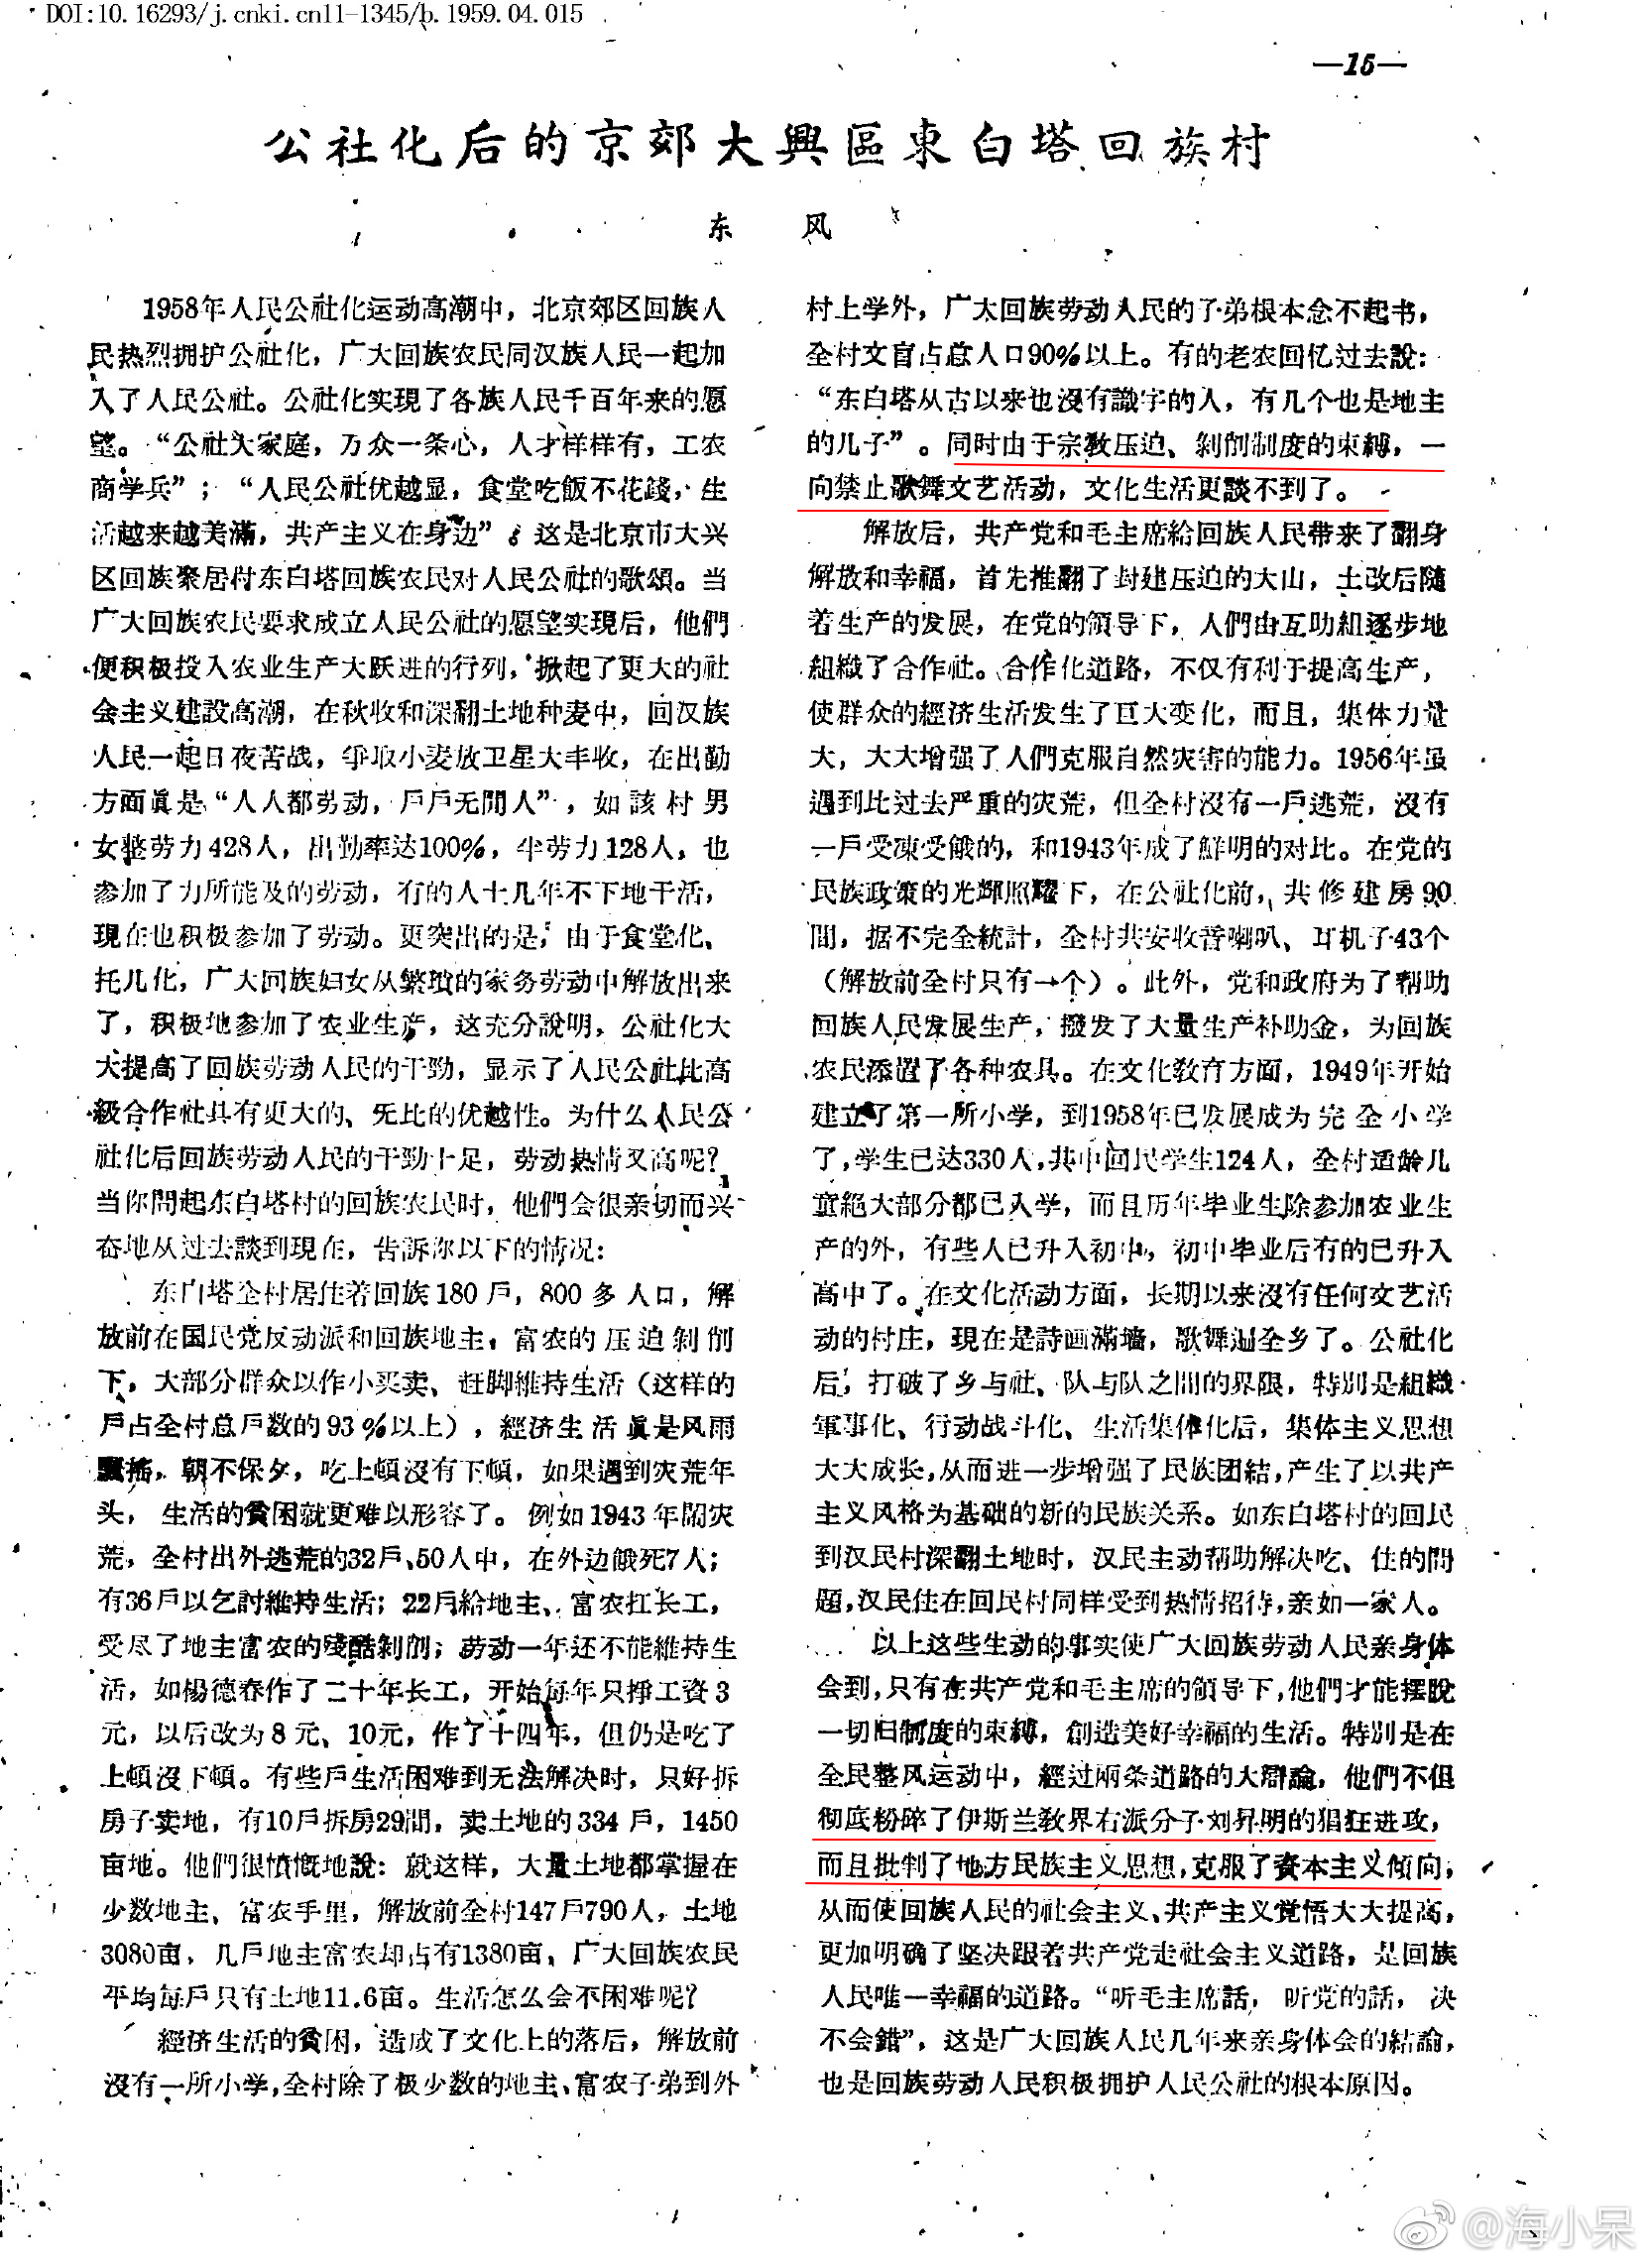 DOI:10.16293/j.cnki.cn11-1345/b.1959.04.015
—15—
公社化后的京郊大興區東白塔回族村
东 风
1958年人民公社化运动高潮中，北京郊区回族人
民热烈拥护公社化，广大回族农民同汉族人民一起加
入了人民公社。公社化实現了各族人民千百年来的愿
望。“公社大家庭，万众一条心，人才样样有，工农
商学兵”；“人民公社优越显，食堂吃飯不花錢，生
活越来越美滿，共产主义在身边”。这是北京市大兴
区回族聚居村东白塔回族农民对人民公社的歌頌。当
广大回族农民要求成立人民公社的愿望实現后，他們
便积极投入农业生产大跃进的行列，掀起了更大的社
会主义建設高潮，在秋收和深翻土地种麦中，回汉族
人民一起日夜苦战，爭取小麦放卫星大丰收，在出勤
方面眞是“人人都劳动，戶戶无閒人”，如該村男
女整劳力428人，出勤率达100%，半劳力128人，也
参加了力所能及的劳动，有的人十几年不下地干活，
現在也积极参加了劳动。更突出的是，由于食堂化、
托儿化，广大回族妇女从繁瑣的家务劳动中解放出来
了，积极地参加了农业生产，这充分說明，公社化大
大提高了回族劳动人民的干勁，显示了人民公社比高
級合作社具有更大的、无比的优越性。为什么人民公
社化后回族劳动人民的干勁十足，劳动热情又高呢？
当你問起东白塔村的回族农民时，他們会很亲切而兴
奋地从过去談到現在，告訴你以下的情况：
东白塔全村居住着回族180戶，800多人口，解
放前在国民党反动派和回族地主，富农的压迫剝削
下，大部分群众以作小买卖、赶脚維持生活（这样的
戶占全村总戶数的93%以上），經济生活眞是风雨
飄搖，朝不保夕，吃上頓沒有下頓，如果遇到灾荒年
头，生活的貧困就更难以形容了。例如1943年鬧灾
荒，全村出外逃荒的32戶、50人中，在外边餓死7人；
有36戶以乞討維持生活；22戶給地主、富农扛长工，
受尽了地主富农的殘酷剝削；劳动一年还不能維持生
活，如楊德春作了二十年长工，开始每年只掙工資3
元，以后改为8元、10元，作了十四年，但仍是吃了
上頓沒下頓。有些戶生活困难到无法解决时，只好拆
房子卖地，有10戶拆房29間，卖土地的334戶，1450
亩地。他們很憤慨地說：就这样，大量土地都掌握在
少数地主、富农手里，解放前全村147戶790人，土地
3080亩，几戶地主富农却占有1380亩，广大回族农民
平均每戶只有土地11.6亩。生活怎么会不困难呢？
經济生活的貧困，造成了文化上的落后，解放前
沒有一所小学，全村除了极少数的地主、富农子弟到外
村上学外，广大回族劳动人民的子弟根本念不起书，
全村文盲占总人口90%以上。有的老农回忆过去說：
“东白塔从古以来也沒有識字的人，有几个也是地主
的儿子”。同时由于宗教压迫、剝削制度的束縛，一
向禁止歌舞文艺活动，文化生活更談不到了。
解放后，共产党和毛主席給回族人民带来了翻身
解放和幸福，首先推翻了封建压迫的大山，土改后隨
着生产的发展，在党的領导下，人們由互助組逐步地
組織了合作社。合作化道路，不仅有利于提高生产，
使群众的經济生活发生了巨大变化，而且，集体力量
大，大大增强了人們克服自然灾害的能力。1956年虽
遇到比过去严重的灾荒，但全村沒有一戶逃荒，沒有
一戶受凍受餓的，和1943年成了鮮明的对比。在党的
民族政策的光輝照耀下，在公社化前，共修建房90
間，据不完全統計，全村共安收音喇叭、耳机子43个
（解放前全村只有一个）。此外，党和政府为了帮助
回族人民发展生产，撥发了大量生产补助金，为回族
农民添置了各种农具。在文化教育方面，1949年开始
建立了第一所小学，到1958年已发展成为完全小学
了，学生已达330人，其中回民学生124人，全村适龄儿
童絕大部分都已入学，而且历年毕业生除参加农业生
产的外，有些人已升入初中，初中毕业后有的已升入
高中了。在文化活动方面，长期以来沒有任何文艺活
动的村庄，現在是詩画滿墻，歌舞遍全乡了。公社化
后，打破了乡与社、队与队之間的界限，特别是組織
軍事化、行动战斗化、生活集体化后，集体主义思想
大大成长，从而进一步增强了民族团結，产生了以共产
主义风格为基础的新的民族关系。如东白塔村的回民
到汉民村深翻土地时，汉民主动帮助解决吃、住的問
題，汉民住在回民村同样受到热情招待，亲如一家人。
以上这些生动的事实使广大回族劳动人民亲身体
会到，只有在共产党和毛主席的領导下，他們才能摆脫
一切旧制度的束縛，創造美好幸福的生活。特别是在
全民整风运动中，經过兩条道路的大辯論，他們不但
彻底粉碎了伊斯兰教界右派分子刘昇明的猖狂进攻，
而且批判了地方民族主义思想，克服了資本主义傾向，
从而使回族人民的社会主义、共产主义觉悟大大提高，
更加明确了坚决跟着共产党走社会主义道路，是回族
人民唯一幸福的道路。“听毛主席話，听党的話，决
不会錯”，这是广大回族人民几年来亲身体会的結論，
也是回族劳动人民积极拥护人民公社的根本原因。
@海小呆